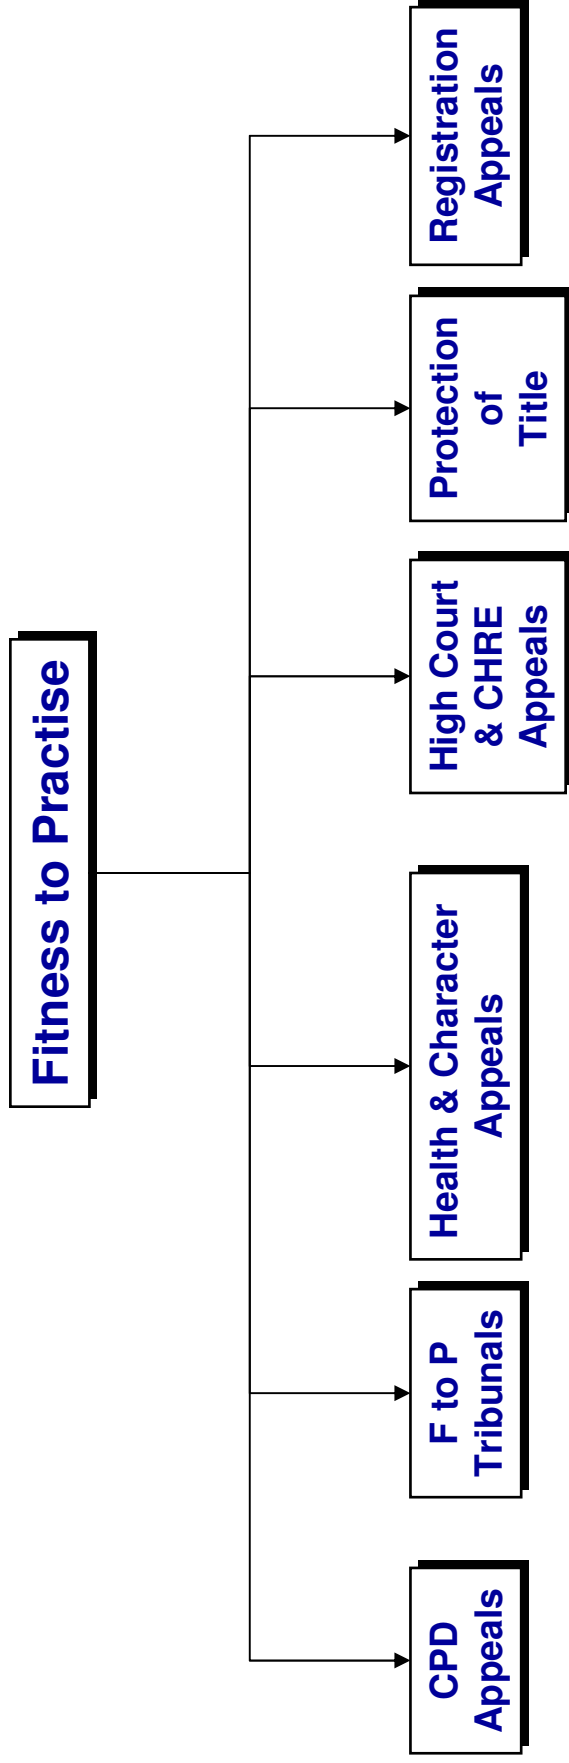 Fitness to Practise
CPD
Appeals
F to P
Tribunals
Health & Character
Appeals
High Court
& CHRE
Appeals
Protection
of
Title
Registration
Appeals